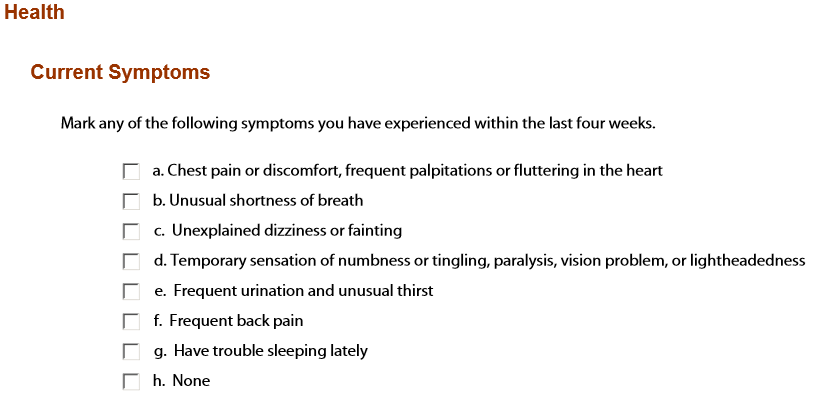 Health
Current Symptoms
Mark any of the following symptoms you have experienced within the last four weeks.
a. Chest pain or discomfort, frequent palpitations or fluttering in the heart
b. Unusual shortness of breath
c. Unexplained dizziness or fainting
d. Temporary sensation of numbness or tingling, paralysis, vision problem, or lightheadedness
e. Frequent urination and unusual thirst
f. Frequent back pain
g. Have trouble sleeping lately
h. None